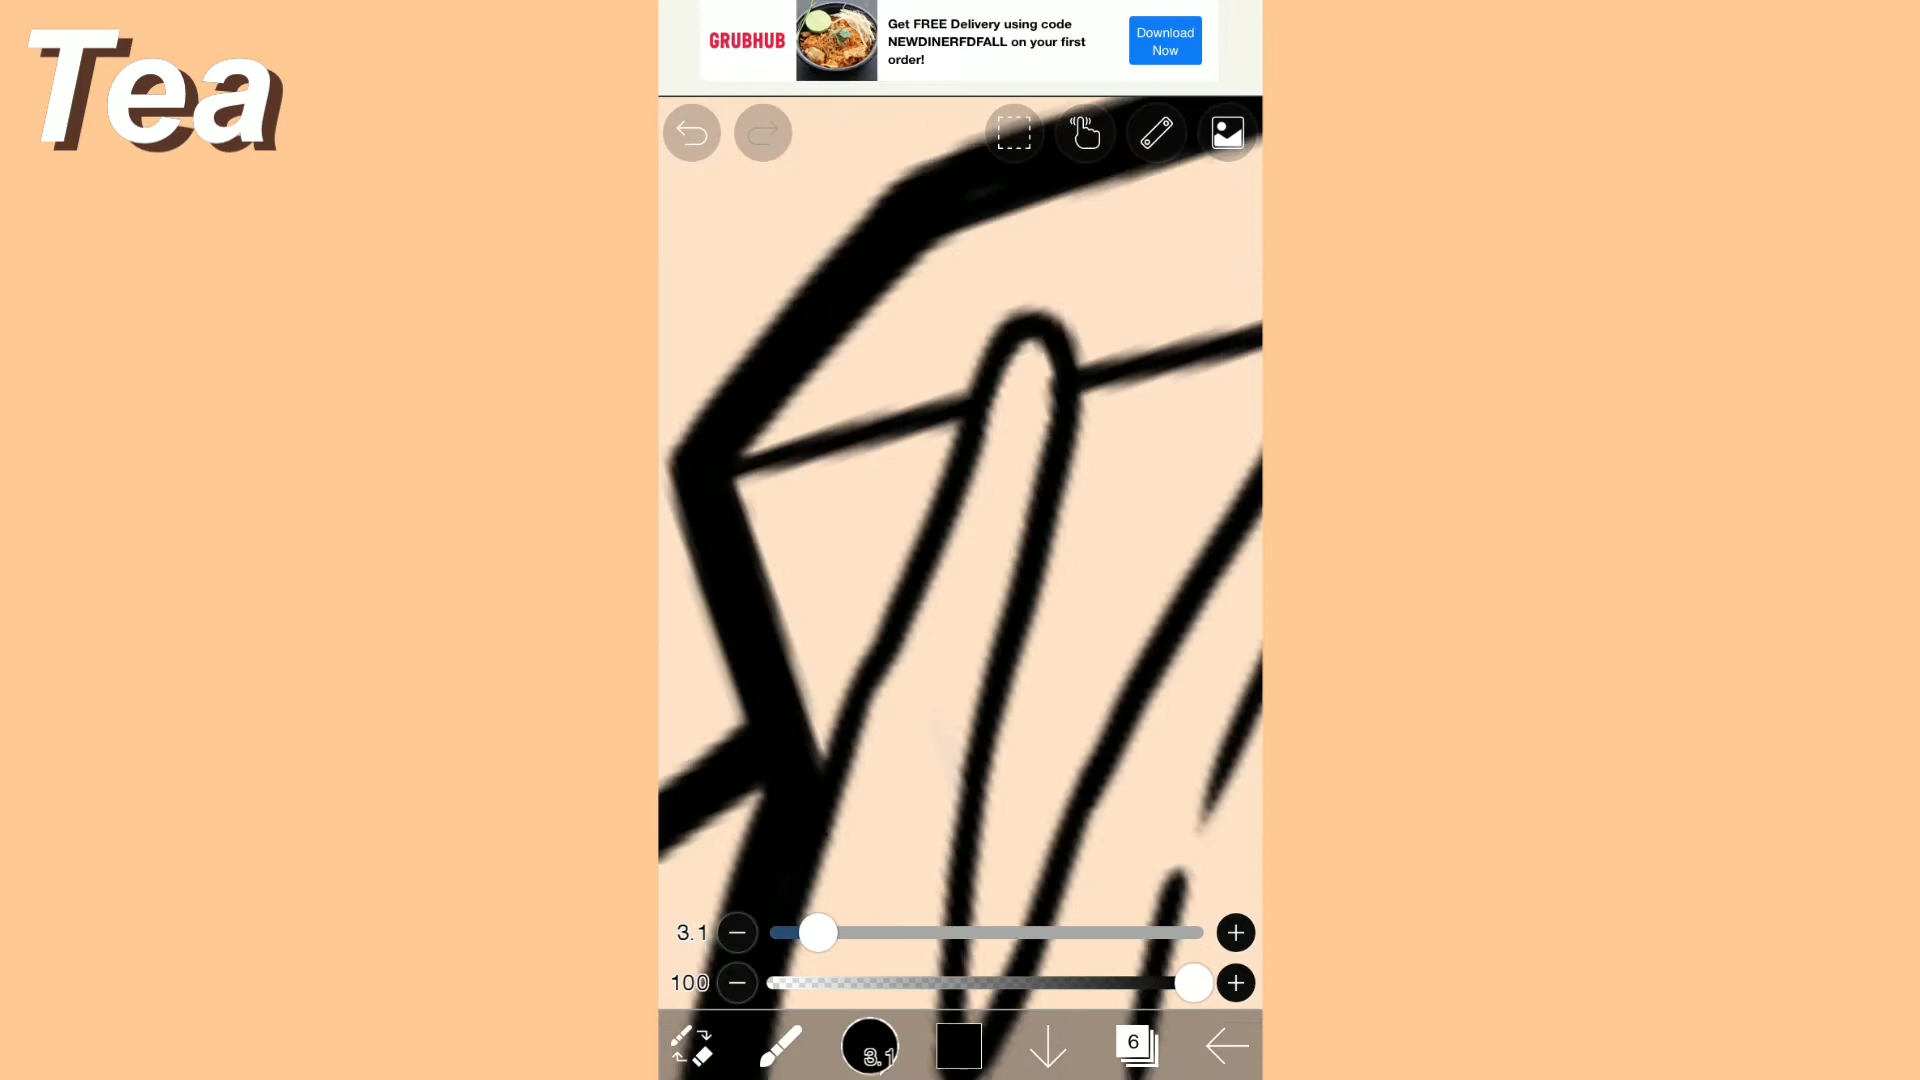 Tea
GRUBHUB
Get FREE Delivery using code
NEWDINERFDFALL on your first
order!
Download
Now
3.1
100
3.1
6